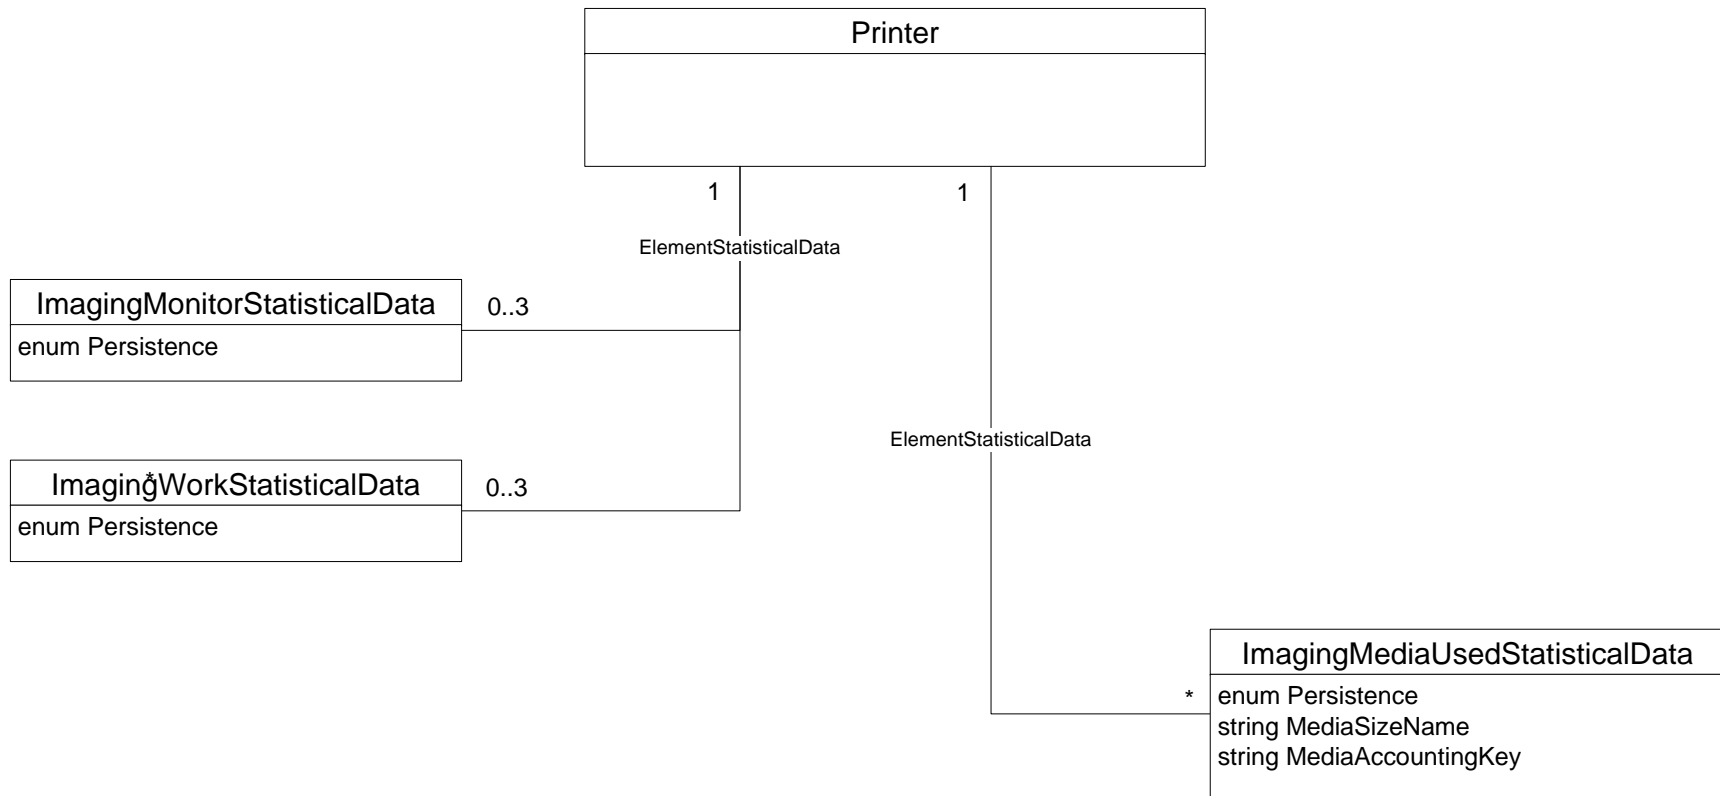 Printer
1
1
ElementStatisticalData
ImagingMonitorStatisticalData
0..3
enum Persistence
ElementStatisticalData
ImagingWorkStatisticalData
*
0..3
enum Persistence
ImagingMediaUsedStatisticalData
*
enum Persistence
string MediaSizeName
string MediaAccountingKey